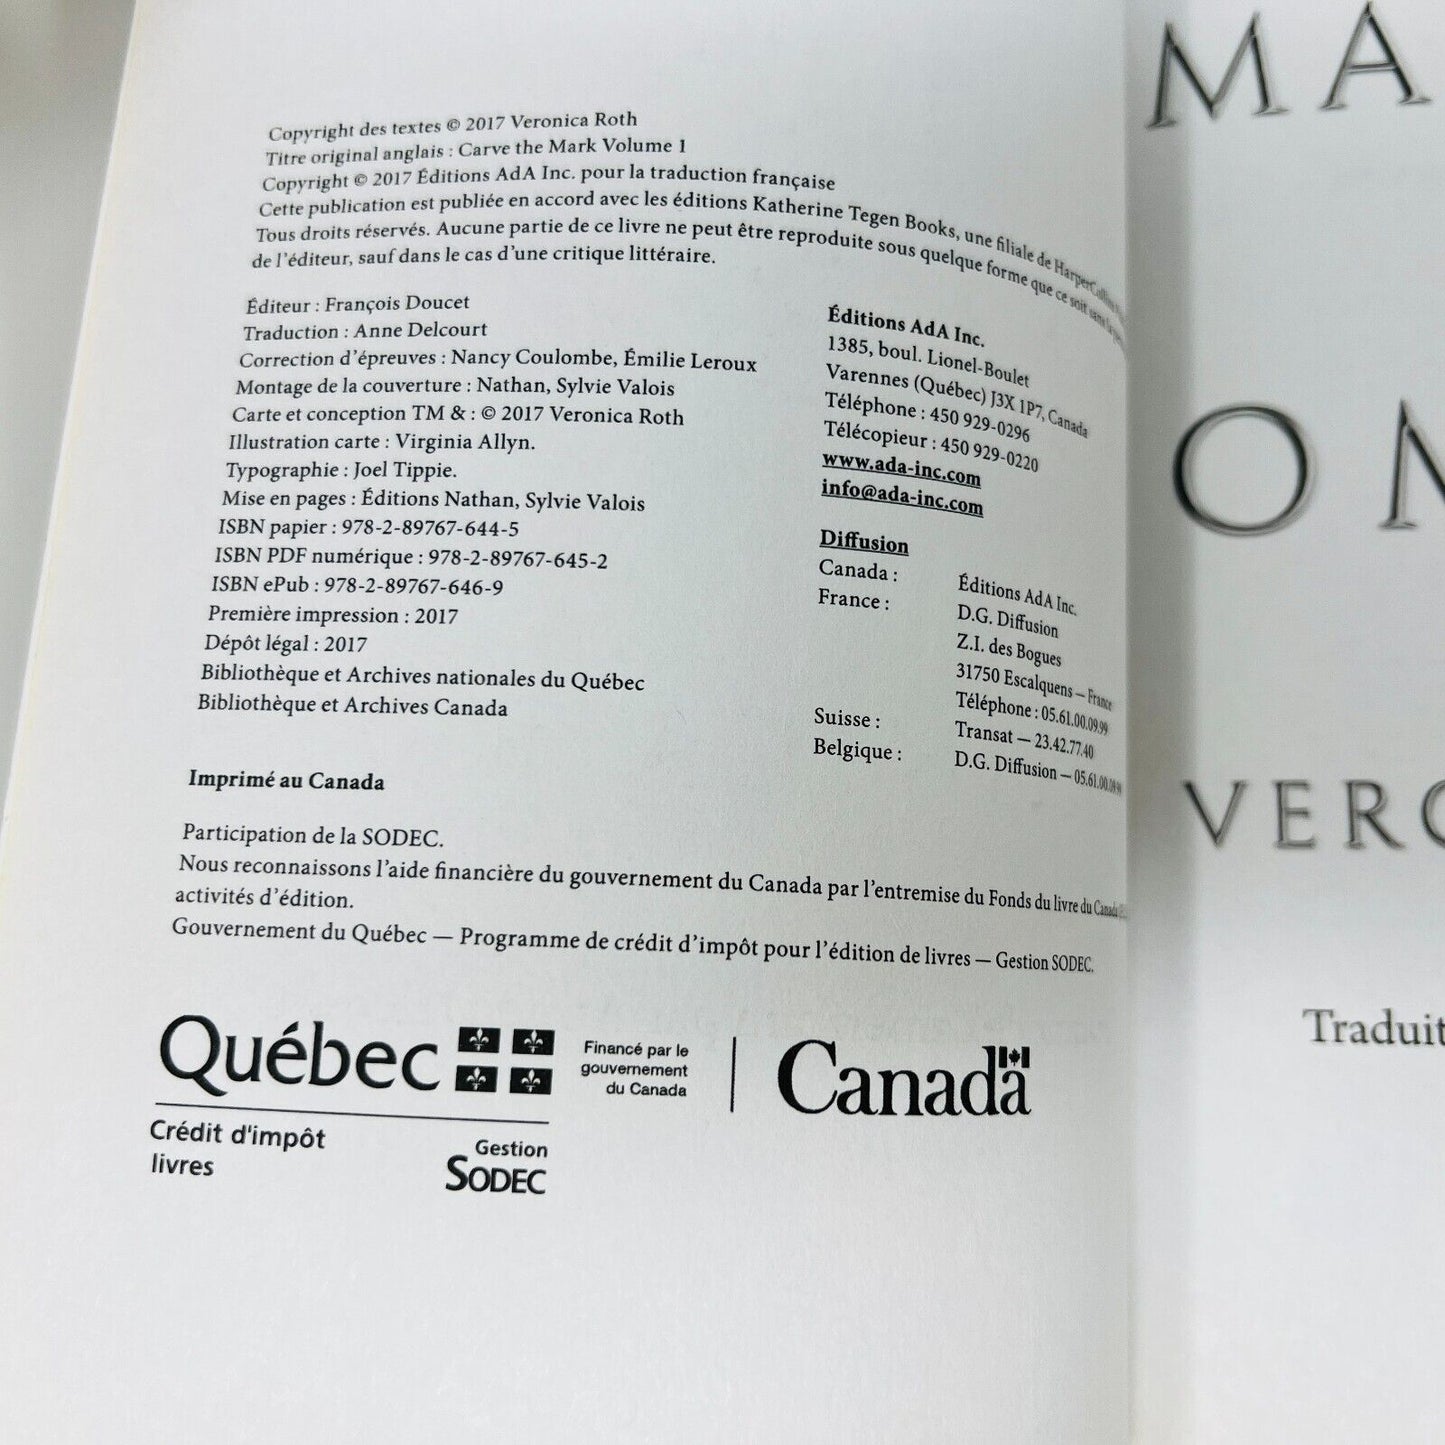 Copyright des textes © 2017 Veronica Roth
Titre original anglais : Carve the Mark Volume 1
Copyright © 2017 Éditions AdA Inc. pour la traduction française
Cette publication est publiée en accord avec les éditions Katherine Tegen Books, une filiale de HarperCollins
Tous droits réservés. Aucune partie de ce livre ne peut être reproduite sous quelque forme que ce soit sans la
de l'éditeur, sauf dans le cas d'une critique littéraire.
Éditeur : François Doucet
Traduction : Anne Delcourt
Correction d'épreuves : Nancy Coulombe, Émilie Leroux
Montage de la couverture : Nathan, Sylvie Valois
Carte et conception TM & : © 2017 Veronica Roth
Illustration carte : Virginia Allyn.
Typographie : Joel Tippie.
Mise en pages : Éditions Nathan, Sylvie Valois
ISBN papier : 978-2-89767-644-5
ISBN PDF numérique : 978-2-89767-645-2
ISBN ePub : 978-2-89767-646-9
Première impression : 2017
Dépôt légal : 2017
Bibliothèque et Archives nationales du Québec
Bibliothèque et Archives Canada
Éditions AdA Inc.
1385, boul. Lionel-Boulet
Varennes (Québec) J3X 1P7, Canada
Téléphone : 450 929-0296
Télécopieur : 450 929-0220
www.ada-inc.com
info@ada-inc.com
Diffusion
Canada : Éditions AdA Inc.
France : D.G. Diffusion
Z.I. des Bogues
31750 Escalquens — France
Téléphone : 05.61.00.09.99
Suisse : Transat — 23.42.77.40
Belgique : D.G. Diffusion — 05.61.00.09.99
Imprimé au Canada
Participation de la SODEC.
Nous reconnaissons l'aide financière du gouvernement du Canada par l'entremise du Fonds du livre du Canada
activités d'édition.
Gouvernement du Québec — Programme de crédit d'impôt pour l'édition de livres — Gestion SODEC.
Québec
Crédit d'impôt
livres
Gestion
SODEC
Financé par le
gouvernement
du Canada
Canada
MA
O
VERO
Traduit